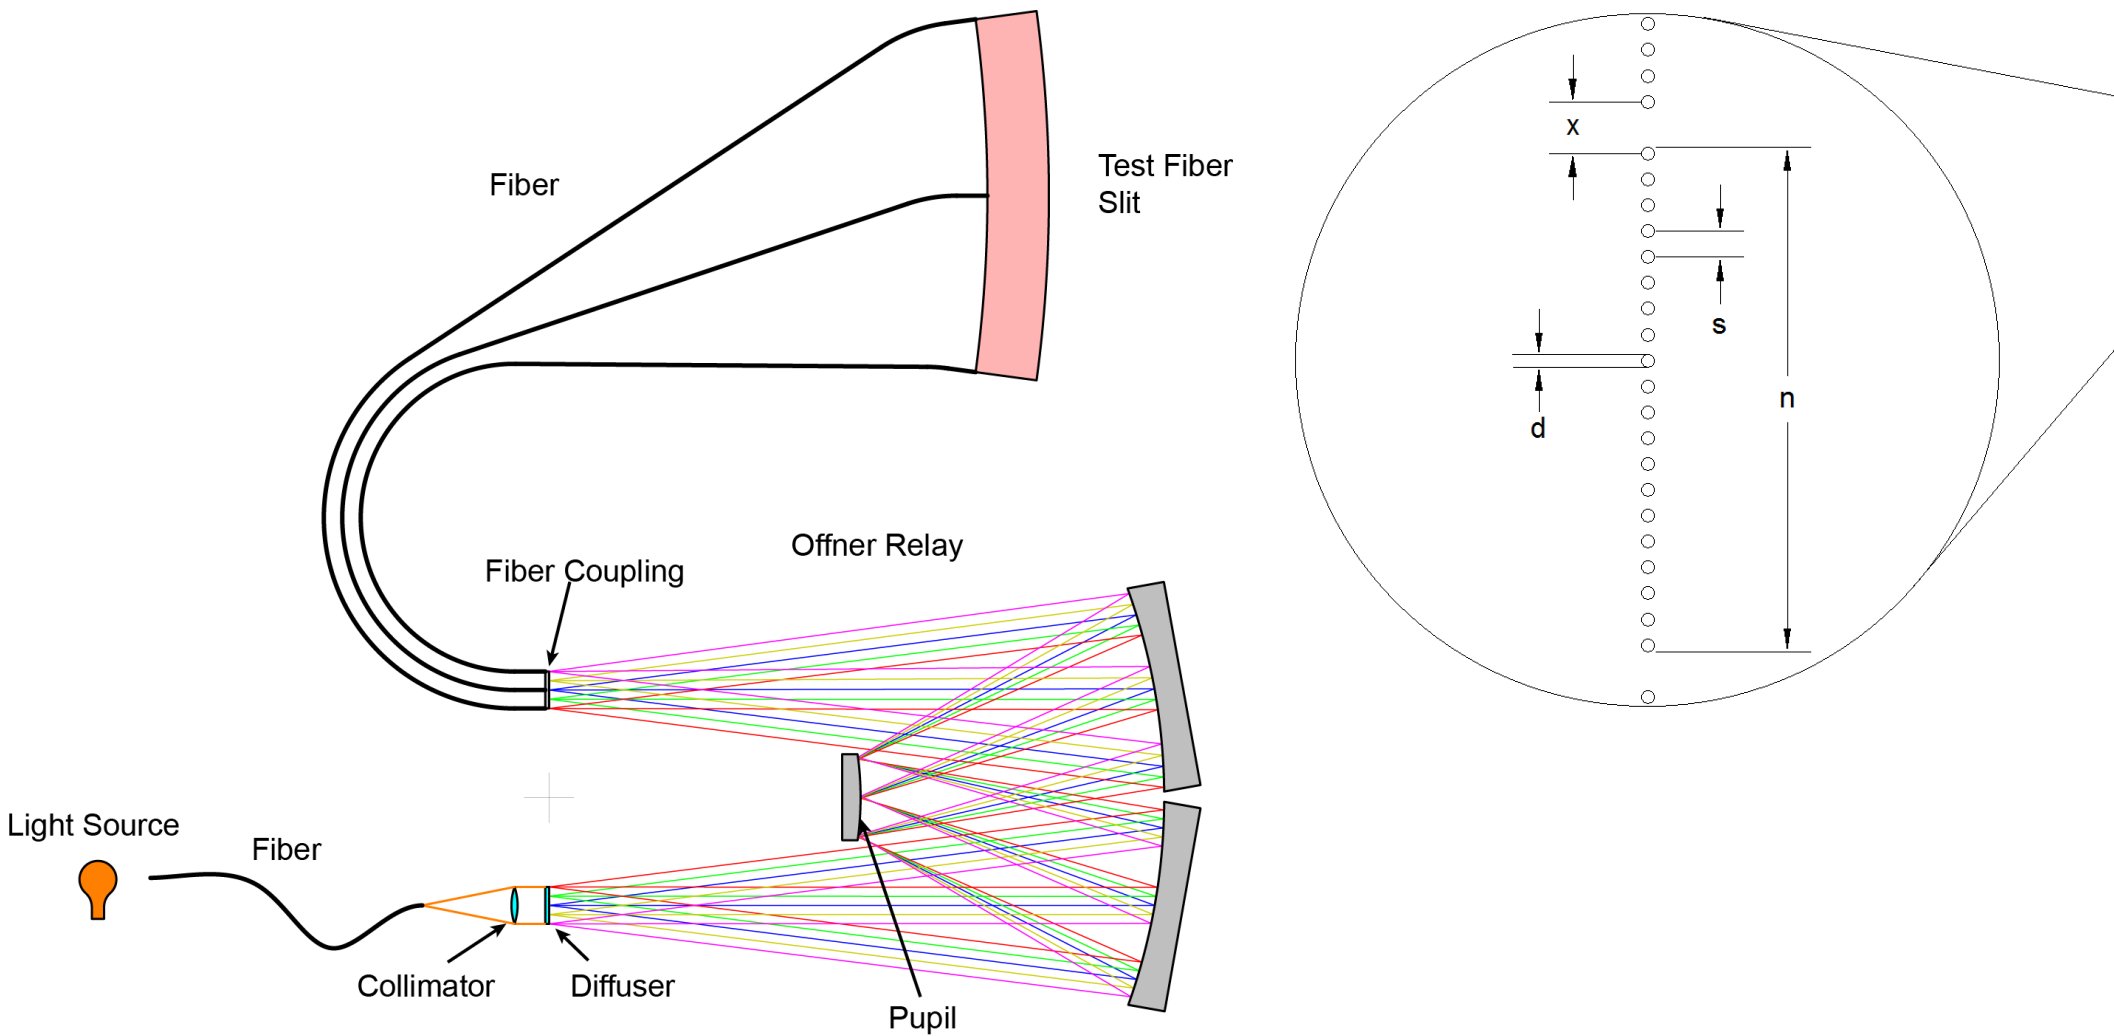 Fiber
Test Fiber
Slit
x
s
d
n
Offner Relay
Fiber Coupling
Light Source
Fiber
Collimator
Diffuser
Pupil